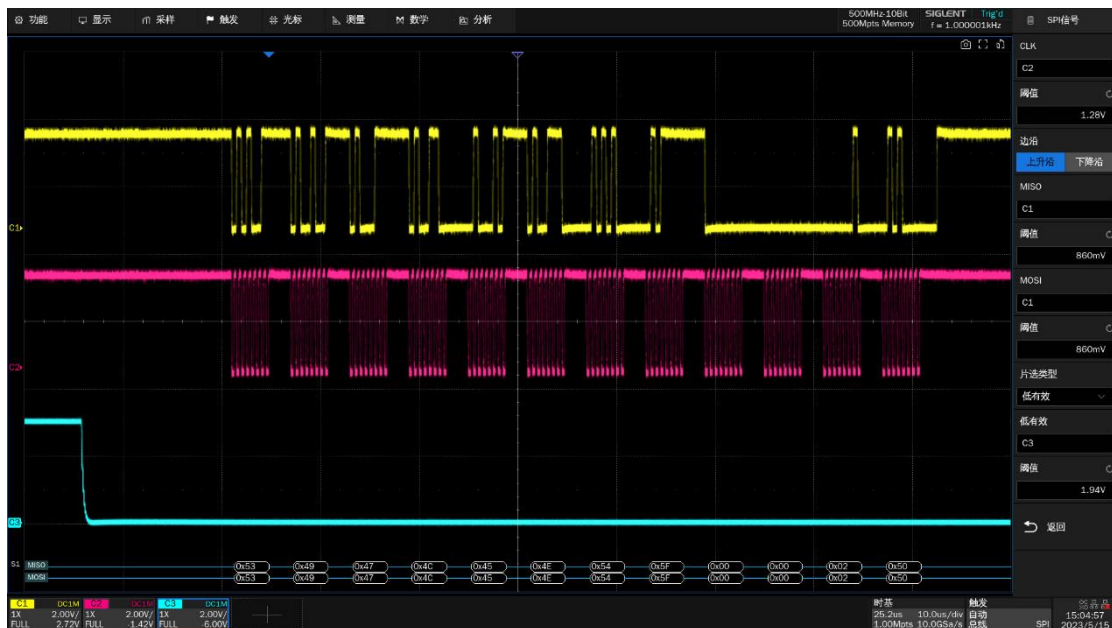 功能 显示 采样 触发 光标 测量 数学 分析 500MHz-10Bit SIGLENT Trig'd SPI信号
500Mpts Memory f = 1.000001kHz
CLK
C2
阈值
1.28V
边沿
上升沿 下降沿
MISO
C1
阈值
860mV
MOSI
C1
阈值
860mV
片选类型
低有效
低有效
C3
阈值
1.94V
返回
C1
C2
C3
S1 MISO 0x53 0x49 0x47 0x4C 0x45 0x4E 0x54 0x5F 0x00 0x00 0x02 0x50
MOSI 0x53 0x49 0x47 0x4C 0x45 0x4E 0x54 0x5F 0x00 0x00 0x02 0x50
C1 DC1M C2 DC1M C3 DC1M 时基 触发
1X 2.00V/ 1X 2.00V/ 1X 2.00V/ 25.2us 10.0us/div 自动 15:04:57
FULL 2.72V FULL -1.42V FULL -6.00V 1.00Mpts 10.0GSa/s 总线 SPI 2023/5/15